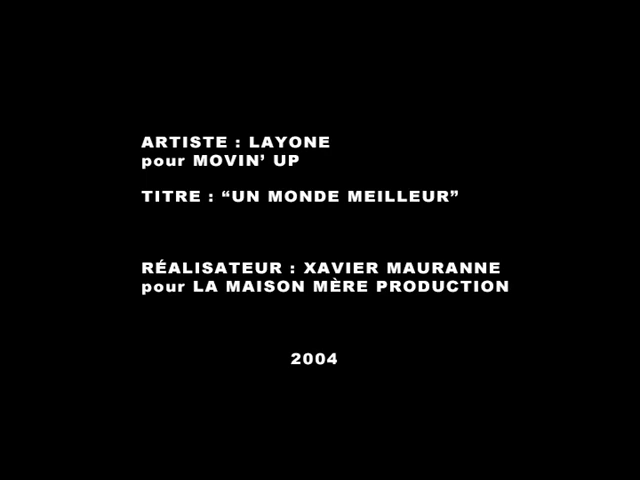 ARTISTE : LAYONE
pour MOVIN’ UP
TITRE : “UN MONDE MEILLEUR”
RÉALISATEUR : XAVIER MAURANNE
pour LA MAISON MÈRE PRODUCTION
2004